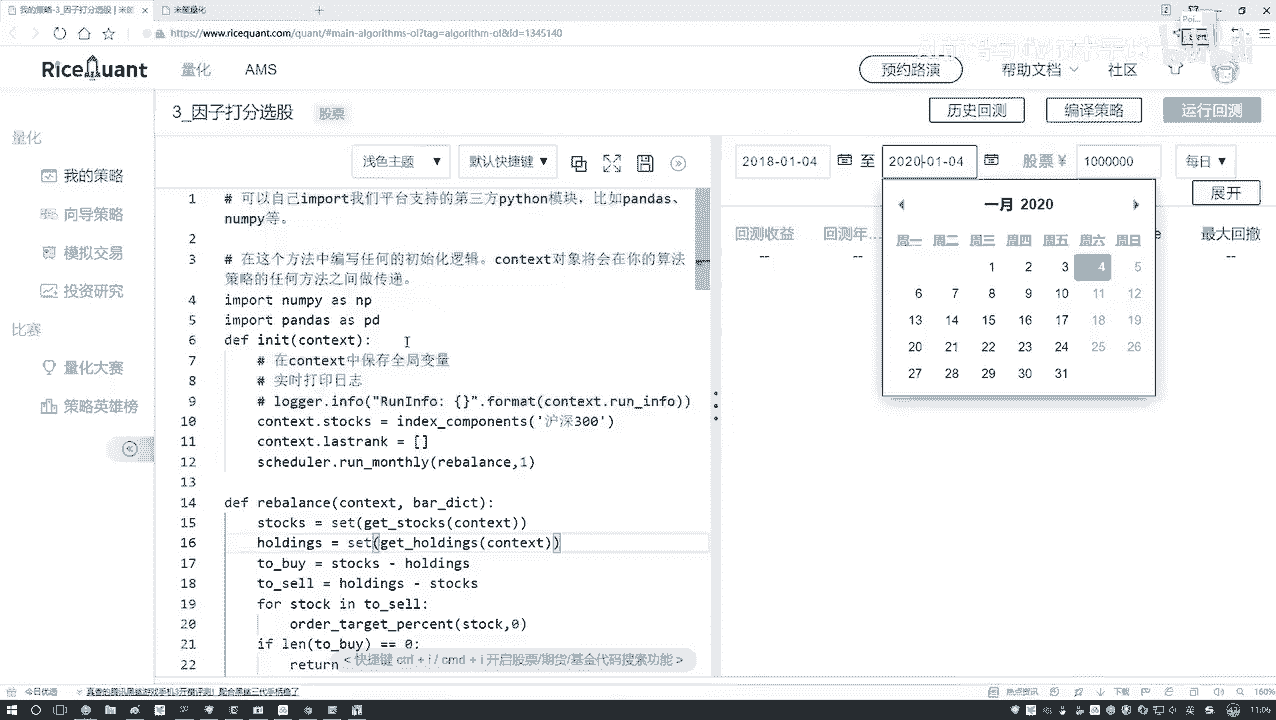 我的策略-3_因子打分选股 | 米筐
米筐量化
https://www.ricequant.com/quant/#main-algorithms-ol?tag=algorithm-ol&id=1345140
RiceQuant
量化
AMS
预约路演
帮助文档
社区
3_因子打分选股
股票
历史回测
编译策略
运行回测
量化
我的策略
向导策略
模拟交易
投资研究
比赛
量化大赛
策略英雄榜
浅色主题
默认快捷键
1 # 可以自己import我们平台支持的第三方python模块，比如pandas、
numpy等。
2
3 # 在这个方法中编写任何的初始化逻辑。context对象将会在你的算法
策略的任何方法之间做传递。
4 import numpy as np
5 import pandas as pd
6 def init(context):
7 # 在context中保存全局变量
8 # 实时打印日志
9 # logger.info("RunInfo: {}".format(context.run_info))
10 context.stocks = index_components('沪深300')
11 context.lastrank = []
12 scheduler.run_monthly(rebalance,1)
13
14 def rebalance(context, bar_dict):
15 stocks = set(get_stocks(context))
16 holdings = set(get_holdings(context))
17 to_buy = stocks - holdings
18 to_sell = holdings - stocks
19 for stock in to_sell:
20 order_target_percent(stock,0)
21 if len(to_buy) == 0:
22 return
< 快捷键 ctrl + i / cmd + i 开启股票/期货/基金代码搜索功能 >
2018-01-04 至 2020-01-04 股票 ¥ 1000000 每日
展开
回测收益 回测年... 最大回撤
-- -- --
一月 2020
周一 周二 周三 周四 周五 周六 周日
1 2 3 4 5
6 7 8 9 10 11 12
13 14 15 16 17 18 19
20 21 22 23 24 25 26
27 28 29 30 31
今日优选
热点资讯
下载
160%
英
11:05